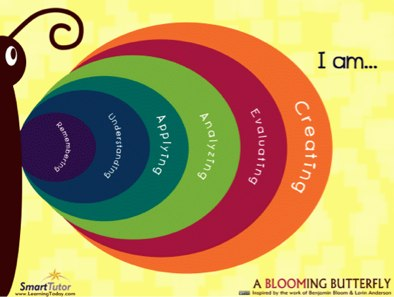 I am...
Remembering
Understanding
Applying
Analyzing
Evaluating
Creating
SmartTutor
www.LearningToday.com
A BLOOMING BUTTERFLY
Inspired by the work of Benjamin Bloom & Lorin Anderson